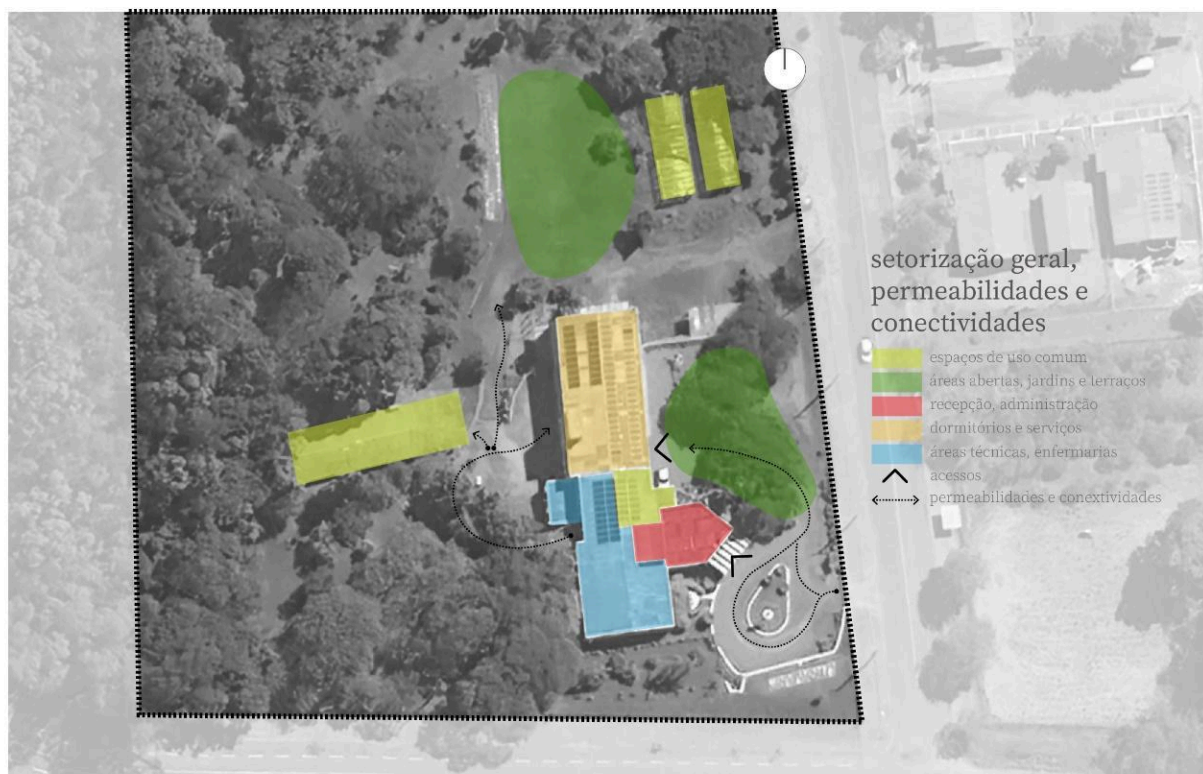 setorização geral,
permeabilidades e
conectividades
espaços de uso comum
áreas abertas, jardins e terraços
recepção, administração
dormitórios e serviços
áreas técnicas, enfermarias
acessos
permeabilidades e conextividades